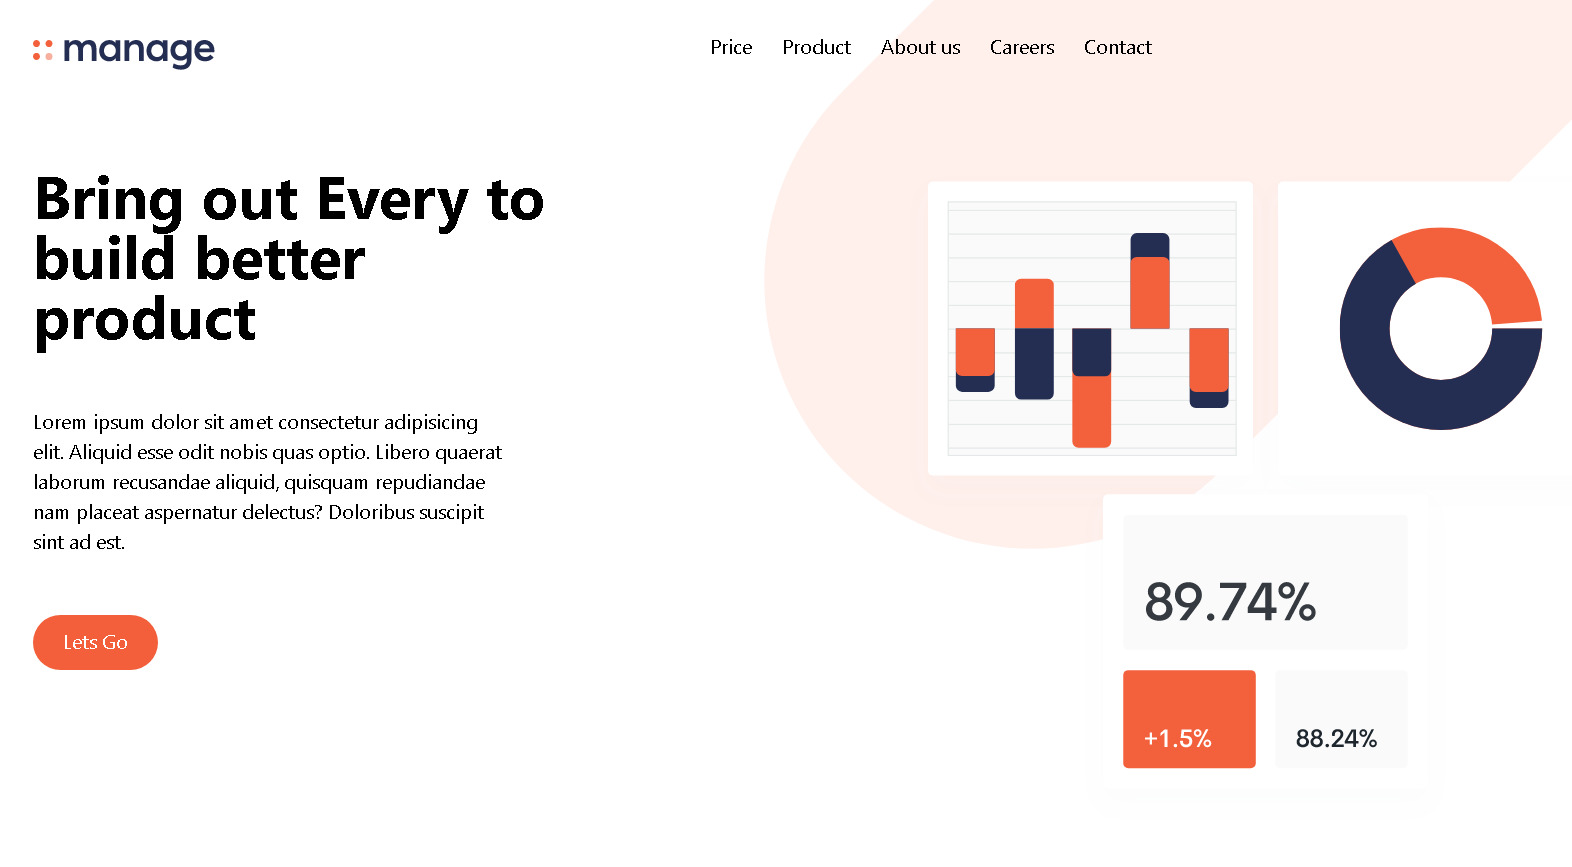 manage
Price Product About us Careers Contact
Bring out Every to
build better
product
Lorem ipsum dolor sit amet consectetur adipisicing
elit. Aliquid esse odit nobis quas optio. Libero quaerat
laborum recusandae aliquid, quisquam repudiandae
nam placeat aspernatur delectus? Doloribus suscipit
sint ad est.
Lets Go
89.74%
+1.5% 88.24%